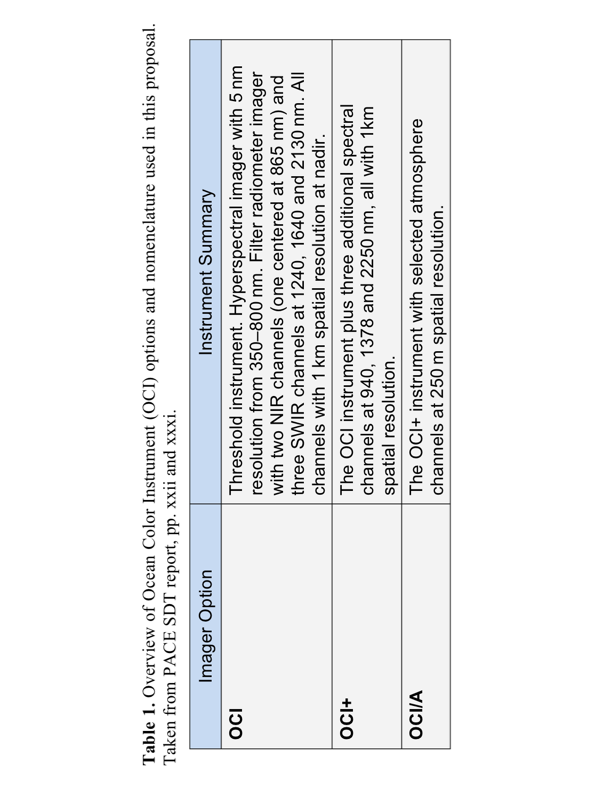 Table 1. Overview of Ocean Color Instrument (OCI) options and nomenclature used in this proposal.
Taken from PACE SDT report, pp. xxii and xxxi.
Imager Option
Instrument Summary
OCI
Threshold instrument. Hyperspectral imager with 5 nm
resolution from 350–800 nm. Filter radiometer imager
with two NIR channels (one centered at 865 nm) and
three SWIR channels at 1240, 1640 and 2130 nm. All
channels with 1 km spatial resolution at nadir.
OCI+
The OCI instrument plus three additional spectral
channels at 940, 1378 and 2250 nm, all with 1km
spatial resolution.
OCI/A
The OCI+ instrument with selected atmosphere
channels at 250 m spatial resolution.